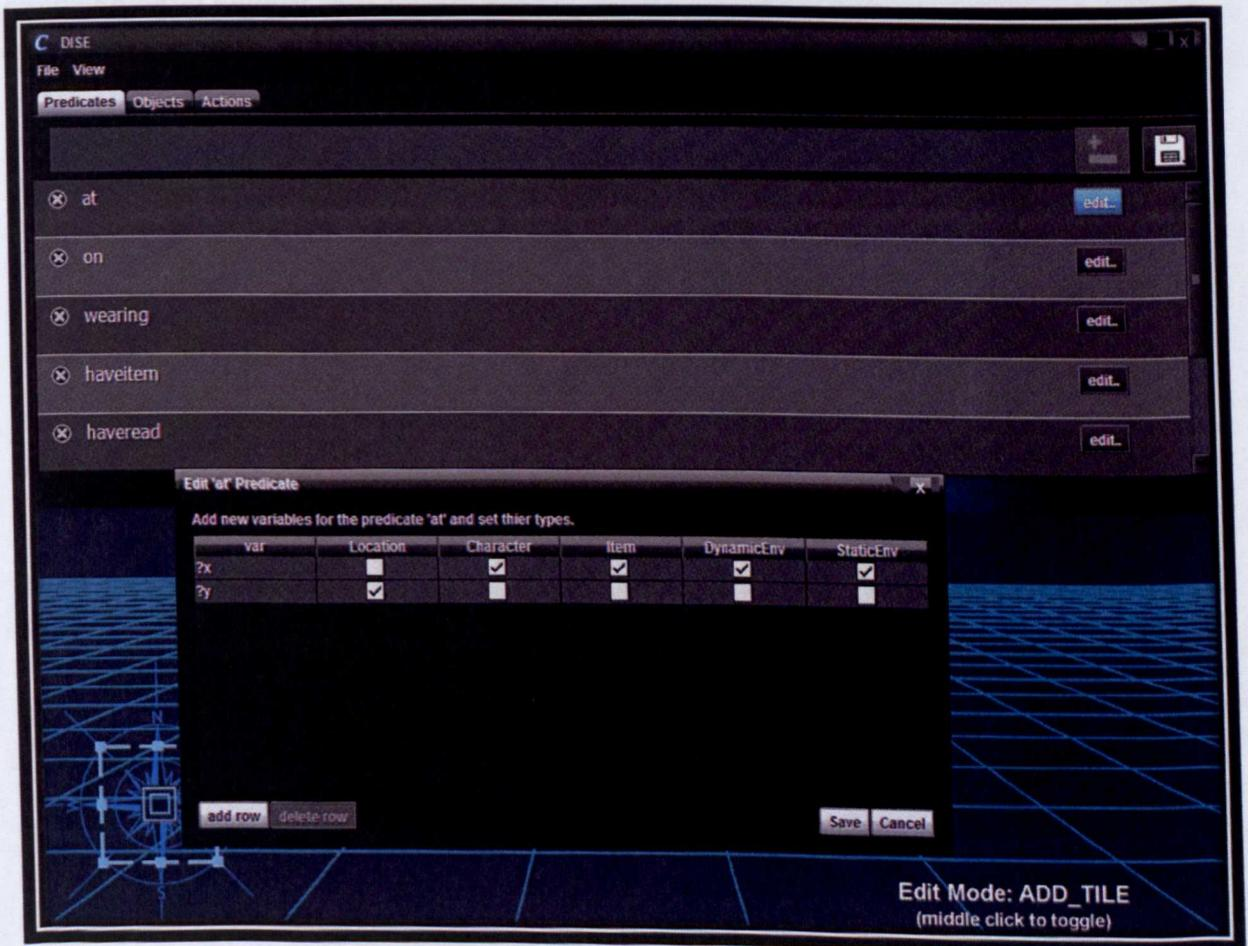 C DISE
File View
Predicates Objects Actions
at edit..
on edit..
wearing edit..
haveitem edit..
haveread edit..
Edit 'at' Predicate X
Add new variables for the predicate 'at' and set thier types.
var Location Character Item DynamicEnv StaticEnv
?x
?y
N
S
add row delete row Save Cancel
Edit Mode: ADD_TILE
(middle click to toggle)